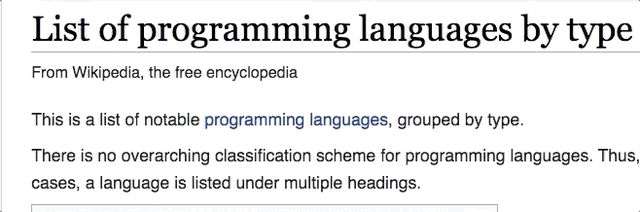 List of programming languages by type
From Wikipedia, the free encyclopedia
This is a list of notable programming languages, grouped by type.
There is no overarching classification scheme for programming languages. Thus,
cases, a language is listed under multiple headings.